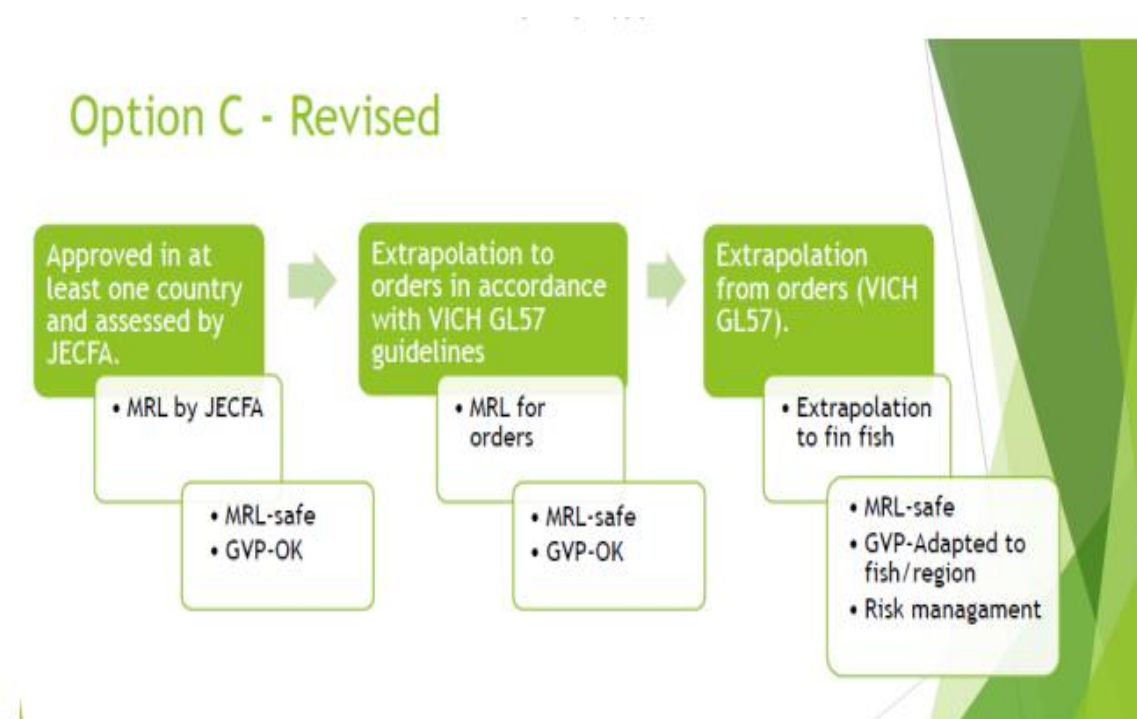 Option C - Revised
Approved in at
least one country
and assessed by
JECFA.
• MRL by JECFA
• MRL-safe
• GVP-OK
Extrapolation to
orders in accordance
with VICH GL57
guidelines
• MRL for
orders
• MRL-safe
• GVP-OK
Extrapolation
from orders (VICH
GL57).
• Extrapolation
to fin fish
• MRL-safe
• GVP-Adapted to
fish/region
• Risk managament